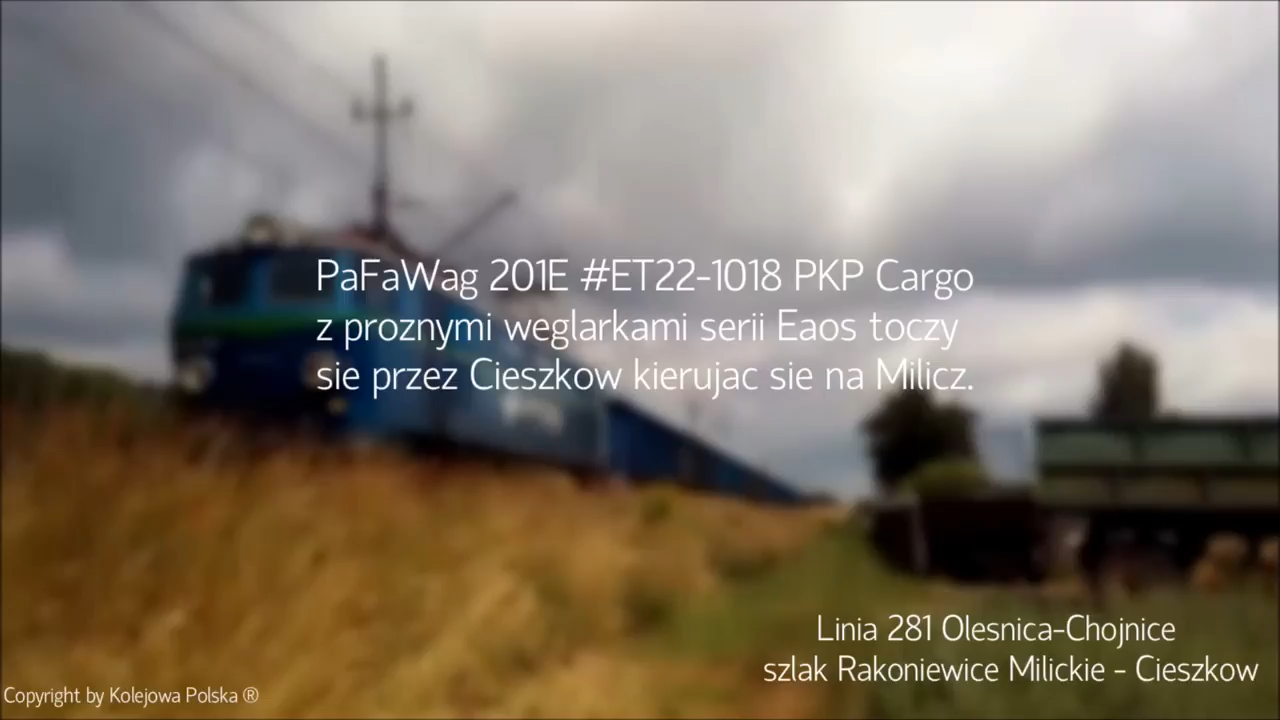 PaFaWag 201E #ET22-1018 PKP Cargo
z proznymi weglarkami serii Eaos toczy
sie przez Cieszkow kierujac sie na Milicz.
Linia 281 Olesnica-Chojnice
szlak Rakoniewice Milickie - Cieszkow
Copyright by Kolejowa Polska ®